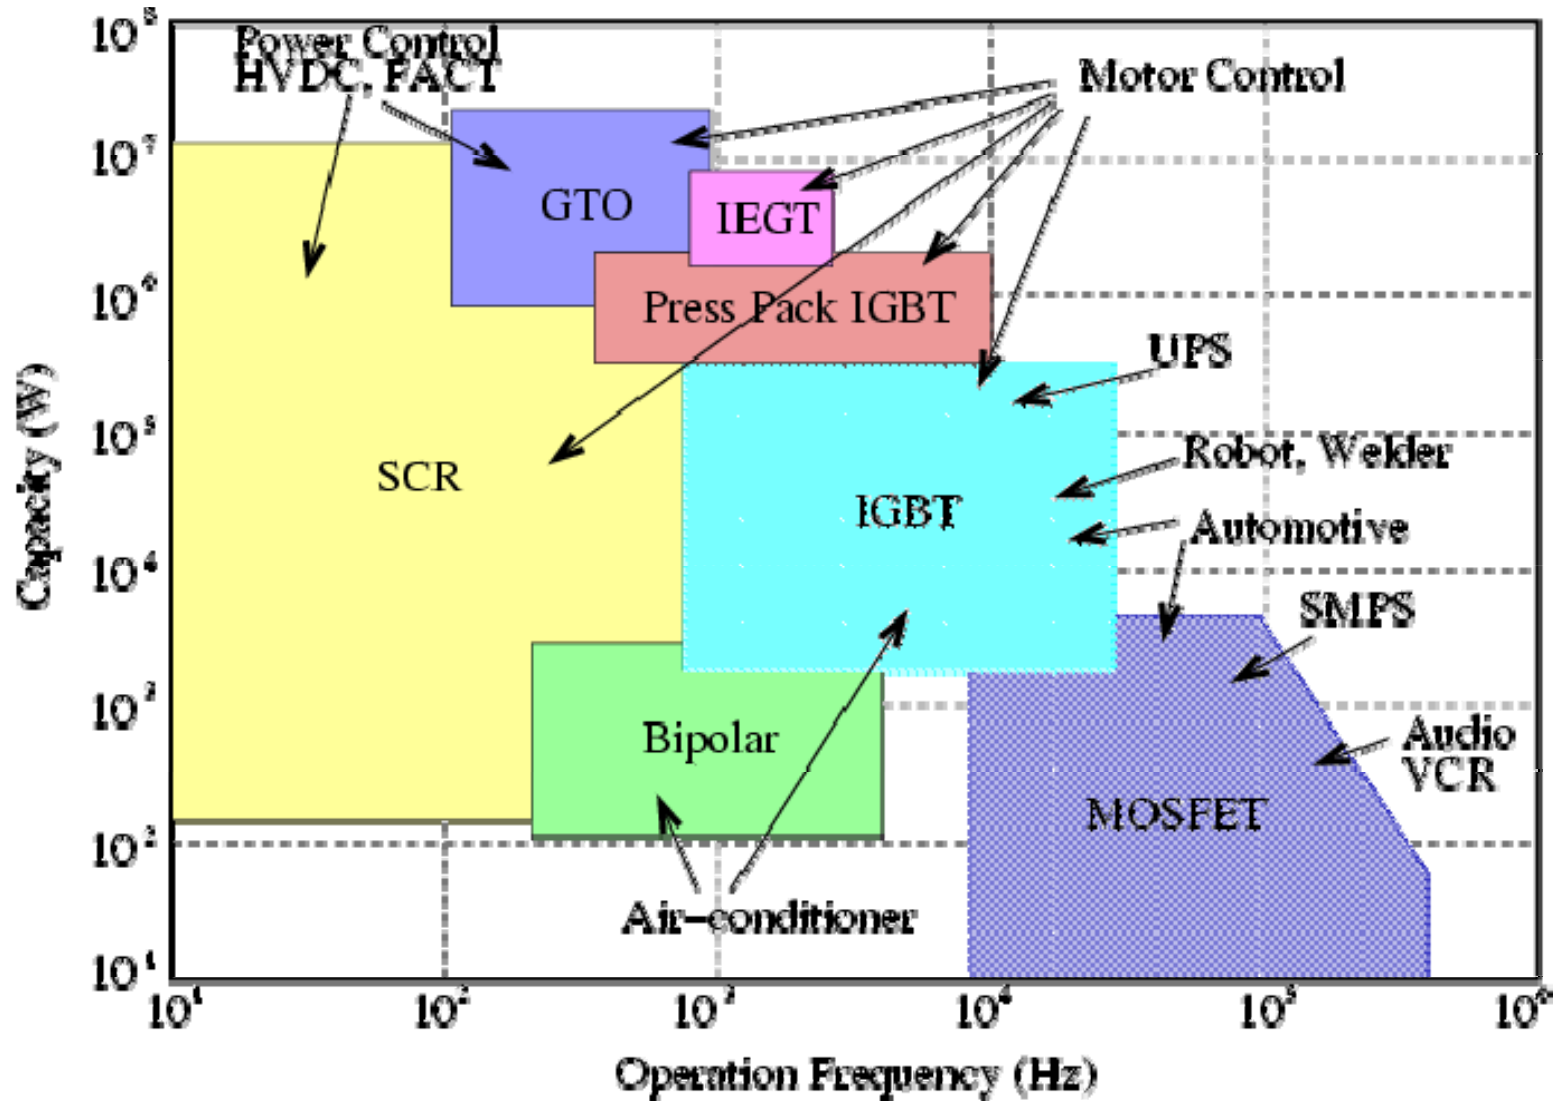 10⁸
Power Control
HVDC, FACT
Motor Control
10⁷
GTO
IEGT
10⁶
Press Pack IGBT
UPS
10⁵
Robot, Welder
SCR
IGBT
Automotive
10⁴
SMPS
10³
Bipolar
Audio
VCR
MOSFET
10²
Air-conditioner
10¹
Capacity (W)
10¹ 10² 10³ 10⁴ 10⁵ 10⁶
Operation Frequency (Hz)